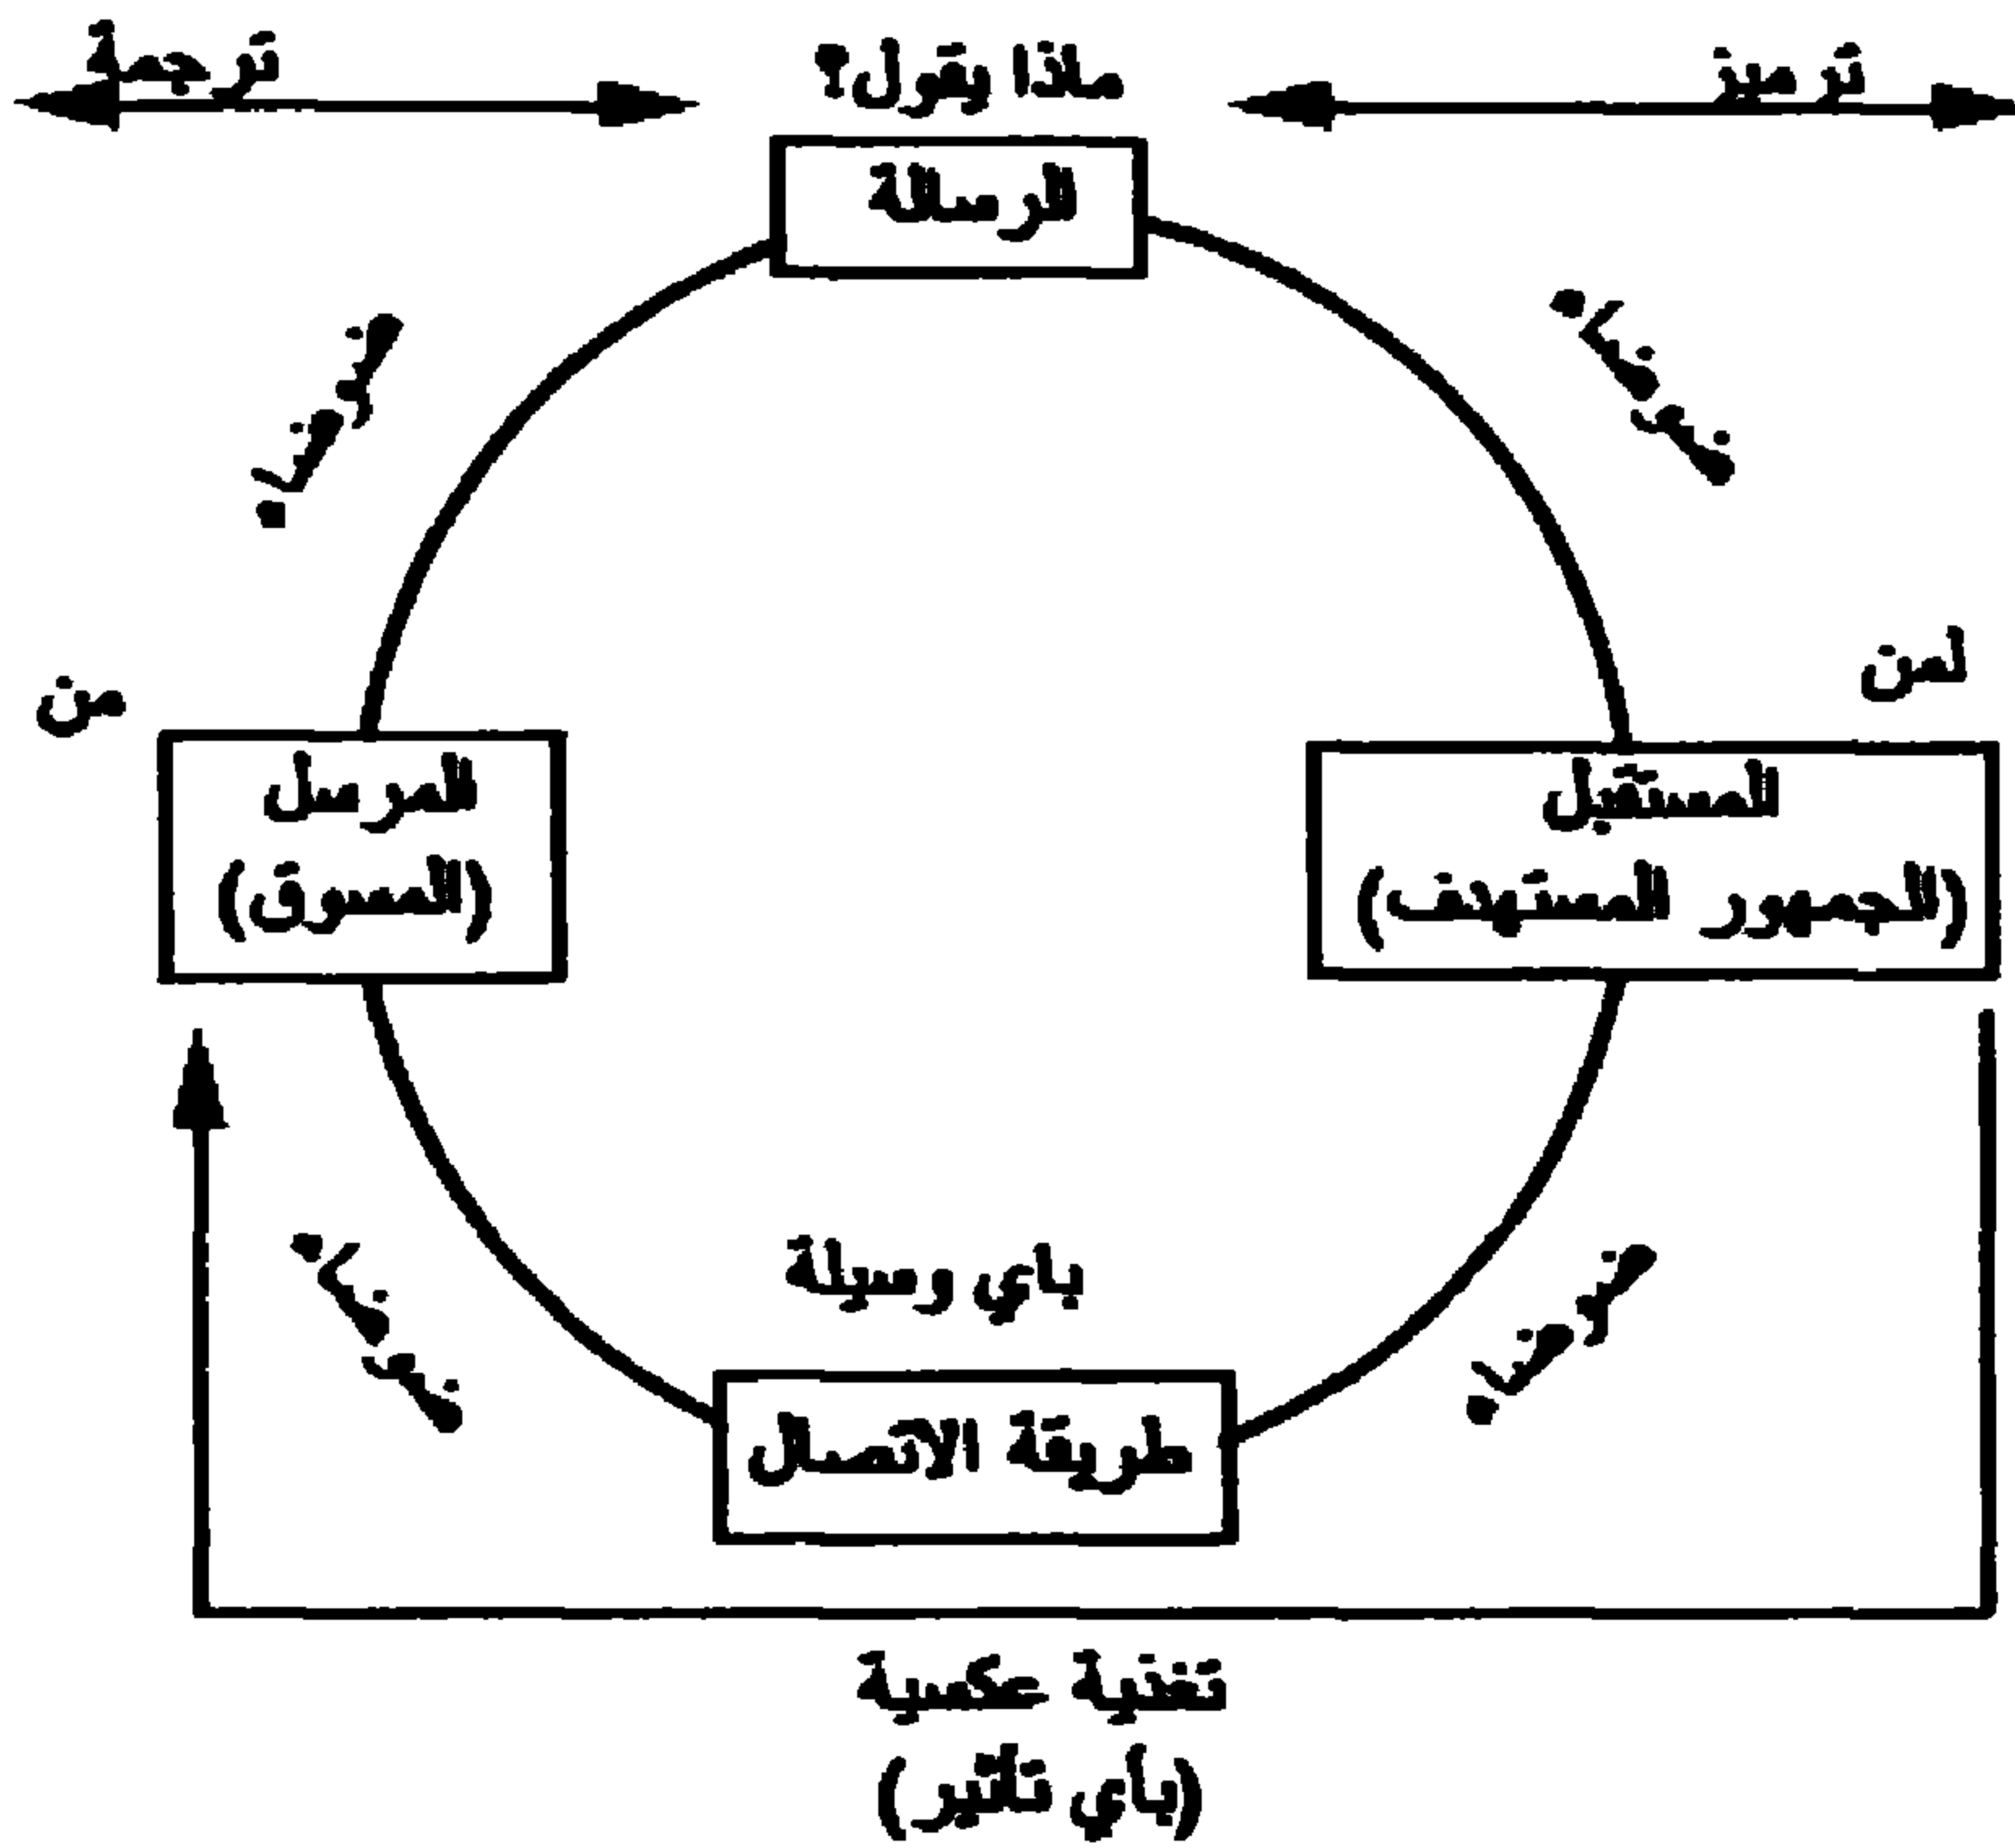 ترميز
ماذا يقول؟
ترجمة
الرسالة
ضوضاء
ضوضاء
لمن
من
المستقبل
(الجمهور المستهدف)
المرسل
(المسوق)
بأي وسيلة
ضوضاء
ضوضاء
طريقة الاتصال
تغذية عكسية
(بأي تأثير)